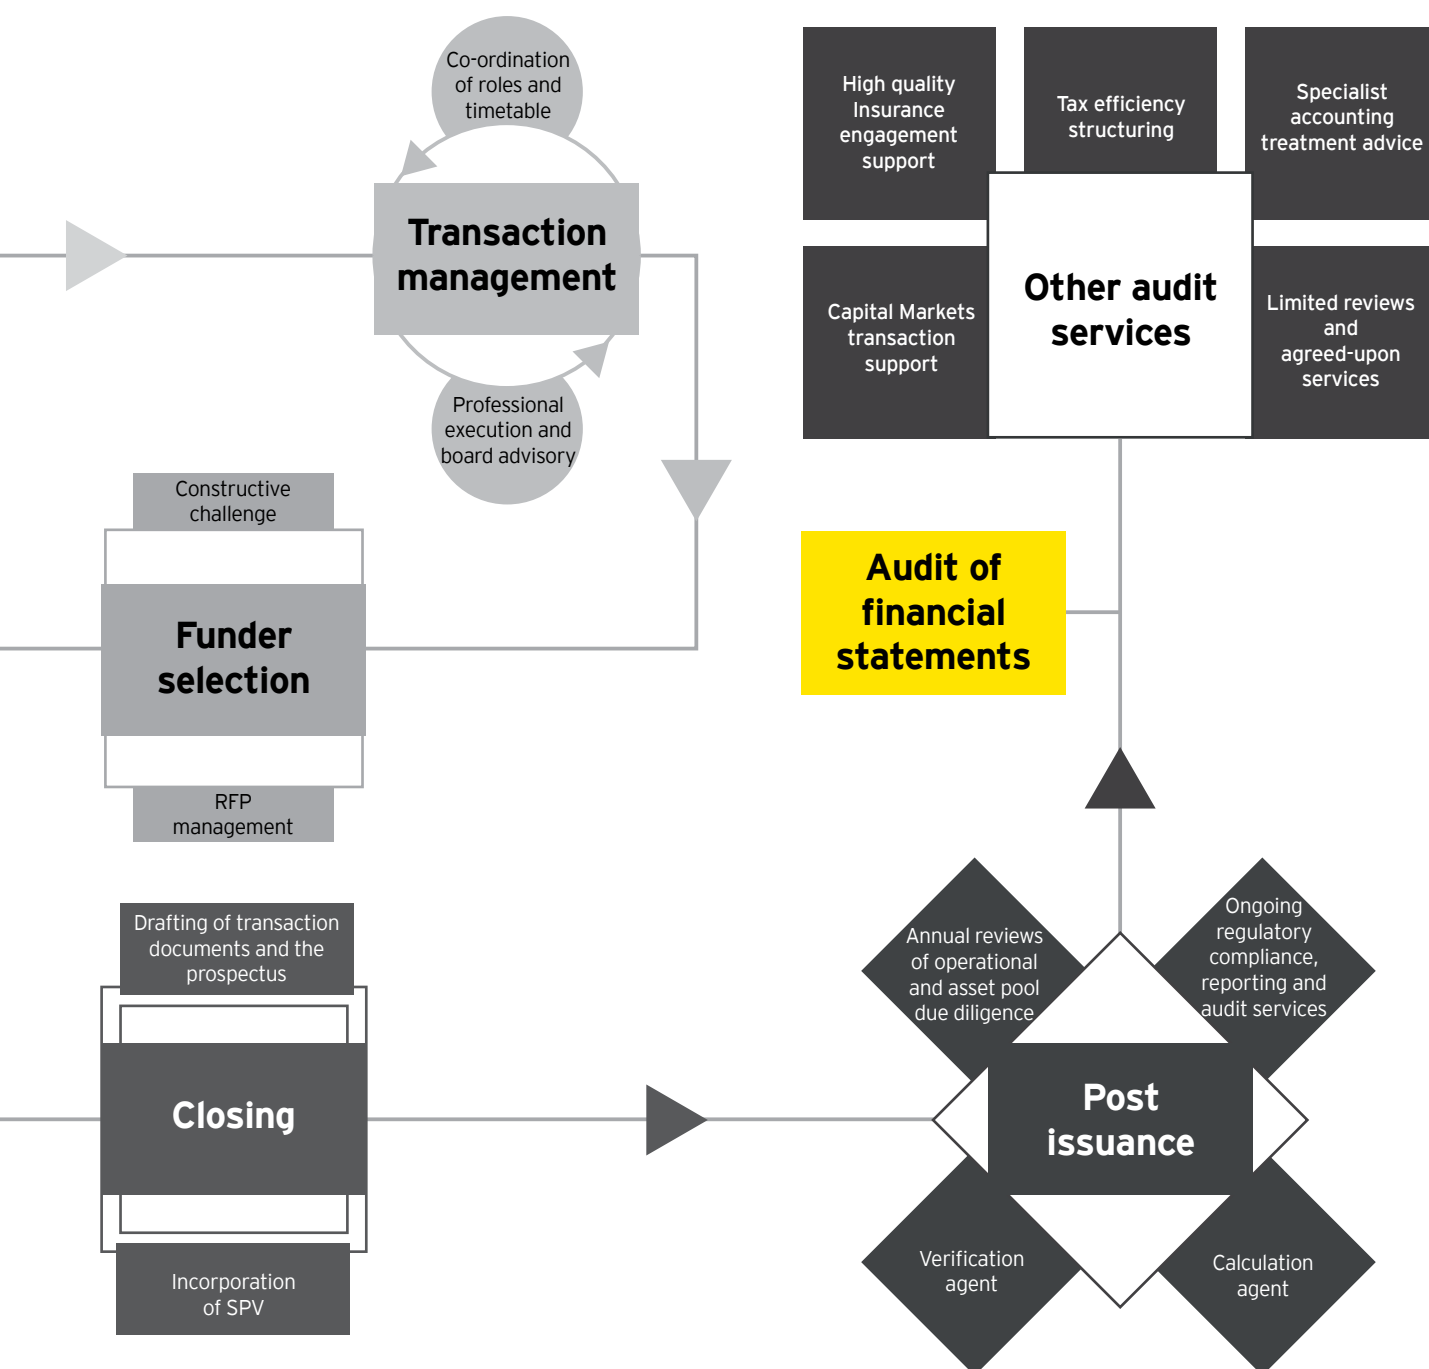 Co-ordination
of roles and
timetable
Transaction
management
Professional
execution and
board advisory
Constructive
challenge
Funder
selection
RFP
management
Drafting of transaction
documents and the
prospectus
Closing
Incorporation
of SPV
High quality
Insurance
engagement
support
Tax efficiency
structuring
Specialist
accounting
treatment advice
Capital Markets
transaction
support
Other audit
services
Limited reviews
and
agreed-upon
services
Audit of
financial
statements
Annual reviews
of operational
and asset pool
due diligence
Ongoing
regulatory
compliance,
reporting and
audit services
Post
issuance
Verification
agent
Calculation
agent